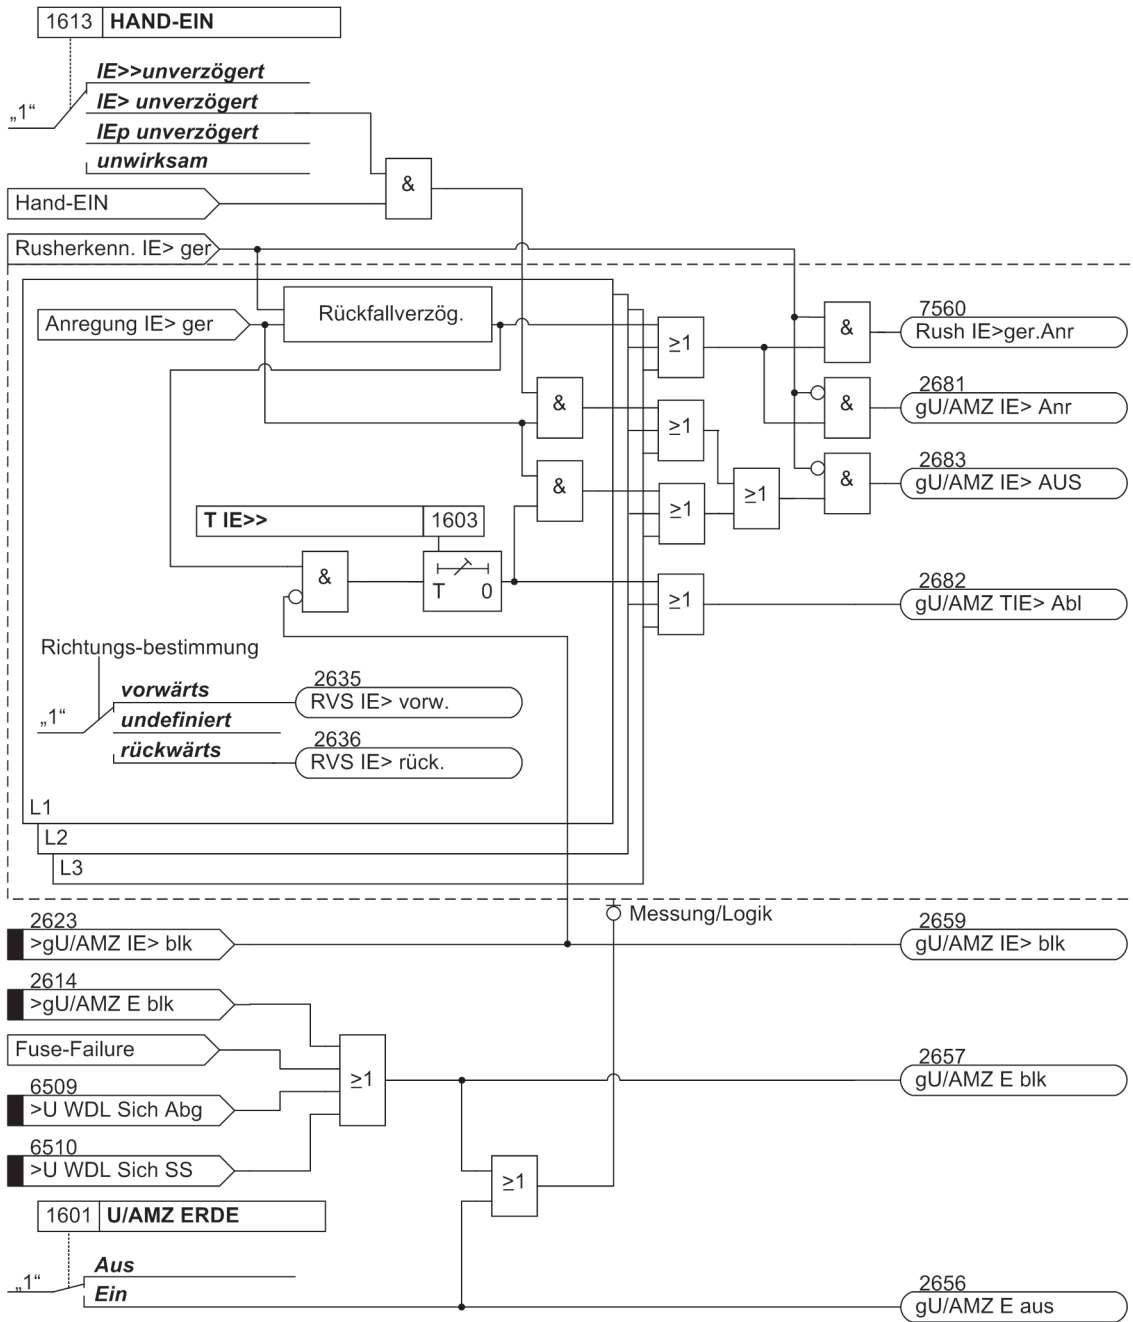 1613 HAND-EIN
IE>>unverzögert
IE> unverzögert
„1“
IEp unverzögert
unwirksam
&
Hand-EIN
Rusherkenn. IE> ger
Rückfallverzög.
Anregung IE> ger
≥1
&
7560
Rush IE>ger.Anr
&
≥1
&
2681
gU/AMZ IE> Anr
&
≥1
≥1
&
2683
gU/AMZ IE> AUS
T IE>> 1603
&
T 0
≥1
2682
gU/AMZ TIE> Abl
Richtungs-bestimmung
vorwärts
2635
RVS IE> vorw.
„1“
undefiniert
rückwärts
2636
RVS IE> rück.
L1
L2
L3
Messung/Logik
2623
>gU/AMZ IE> blk
2659
gU/AMZ IE> blk
2614
>gU/AMZ E blk
Fuse-Failure
≥1
2657
gU/AMZ E blk
6509
>U WDL Sich Abg
6510
>U WDL Sich SS
≥1
1601 U/AMZ ERDE
Aus
„1“
Ein
2656
gU/AMZ E aus